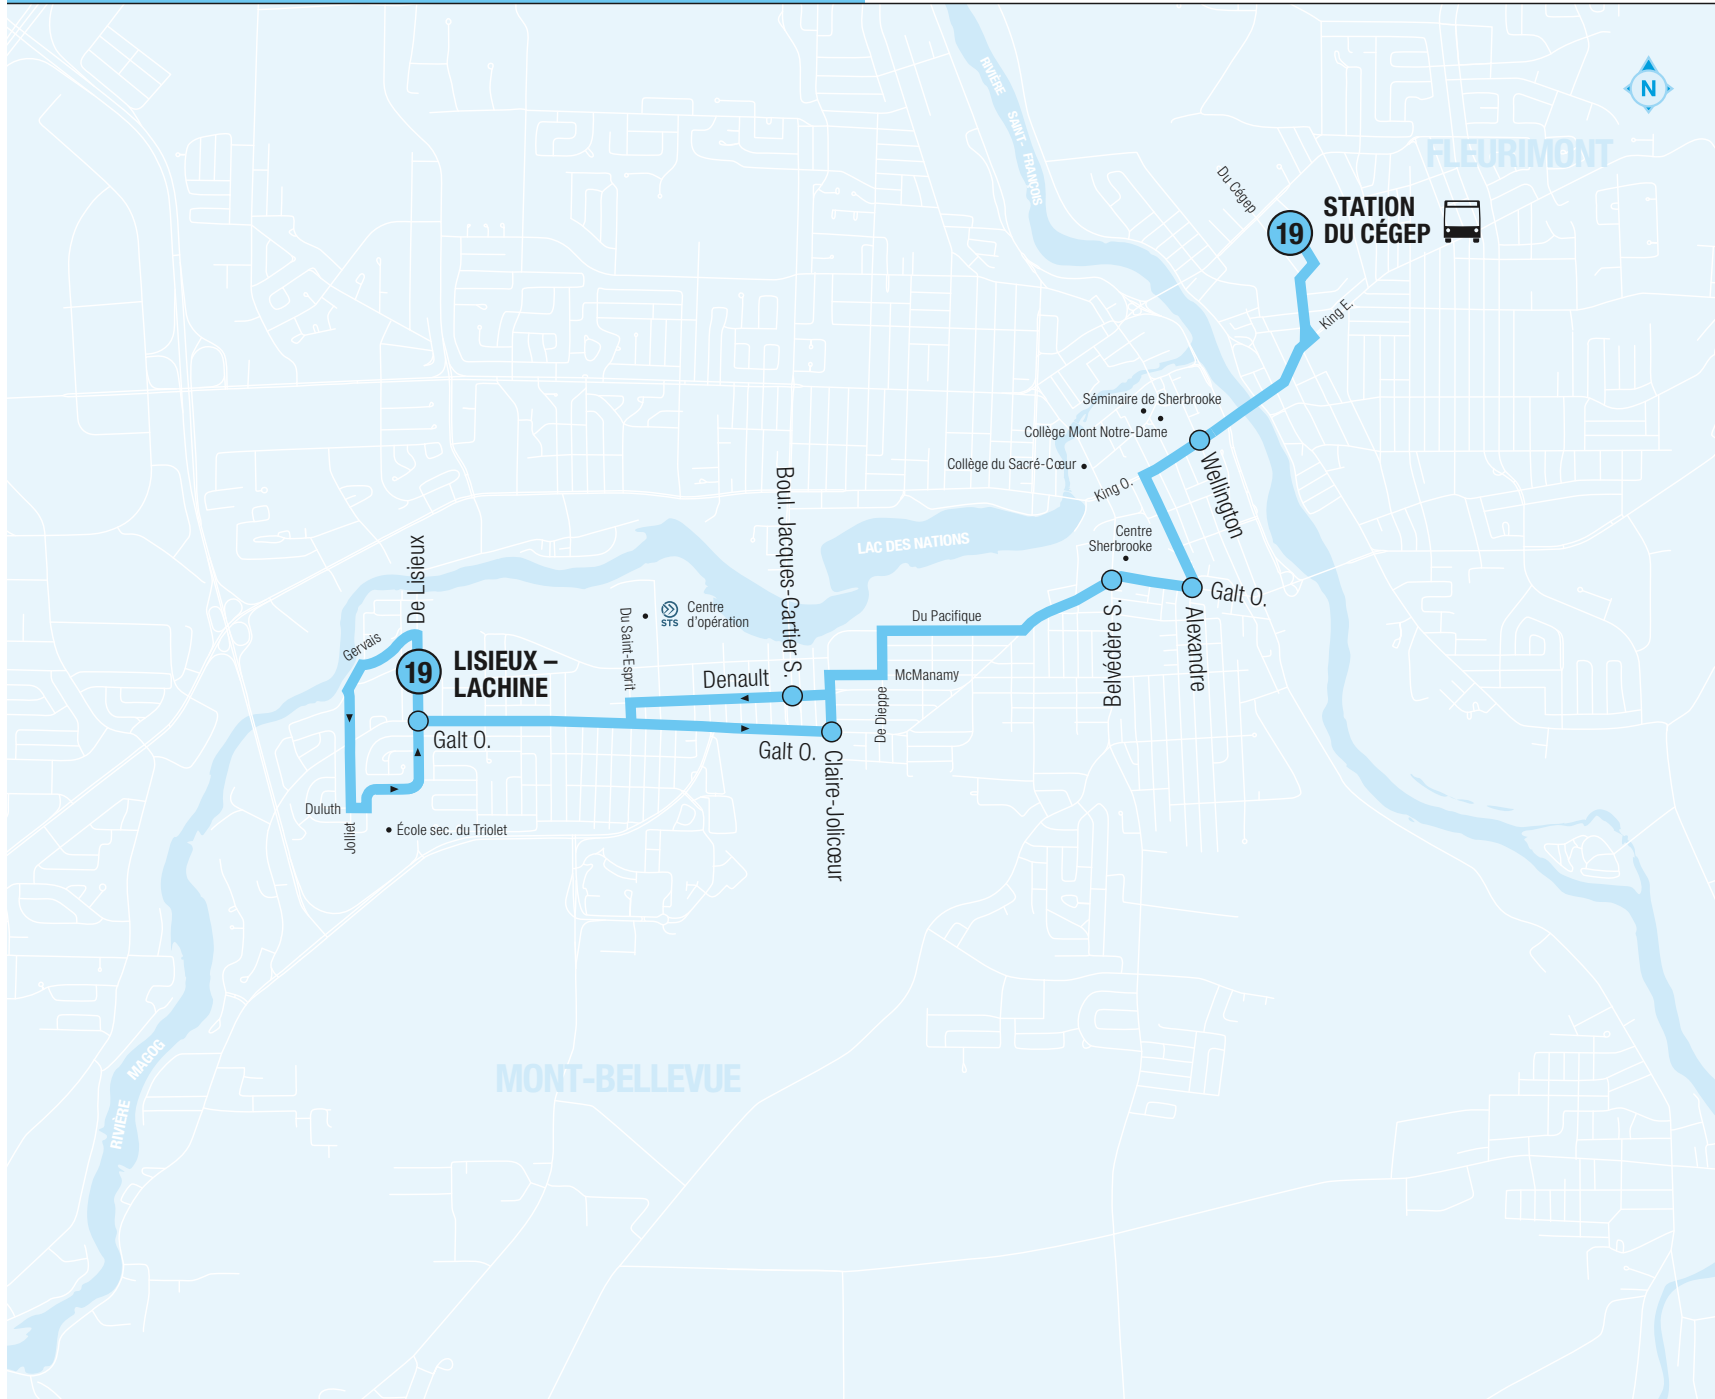 N
FLEURIMONT
RIVIÈRE SAINT-FRANÇOIS
Du Cégep
19
STATION
DU CÉGEP
King E.
Séminaire de Sherbrooke
Collège Mont Notre-Dame
Collège du Sacré-Cœur
King O.
Wellington
Centre
Sherbrooke
LAC DES NATIONS
Boul. Jacques-Cartier S.
De Lisieux
Galt O.
Alexandre
Belvédère S.
Du Pacifique
Du Saint-Esprit
STS
Centre
d'opération
Gervais
19
LISIEUX –
LACHINE
Denault
McManamy
De Dieppe
Galt O.
Galt O.
Claire-Jolicœur
Duluth
Jolliet
École sec. du Triolet
MONT-BELLEVUE
RIVIÈRE MAGOG